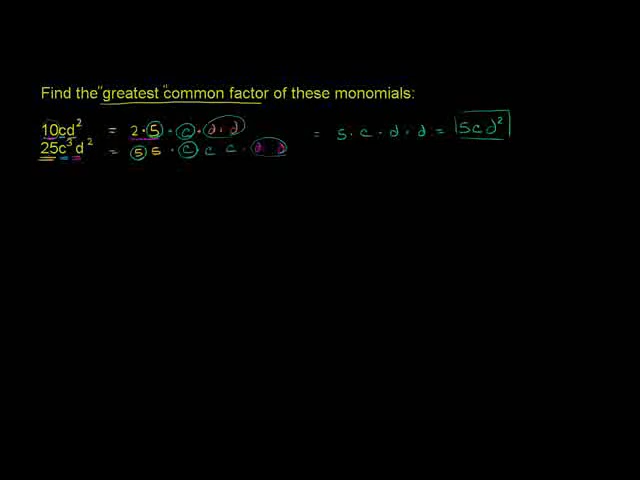 Find the "greatest "common factor of these monomials:
10cd² = 2 · 5 · c · d · d = 5 · c · d · d = 5cd²
25c³d² = 5 5 · c c c · d d